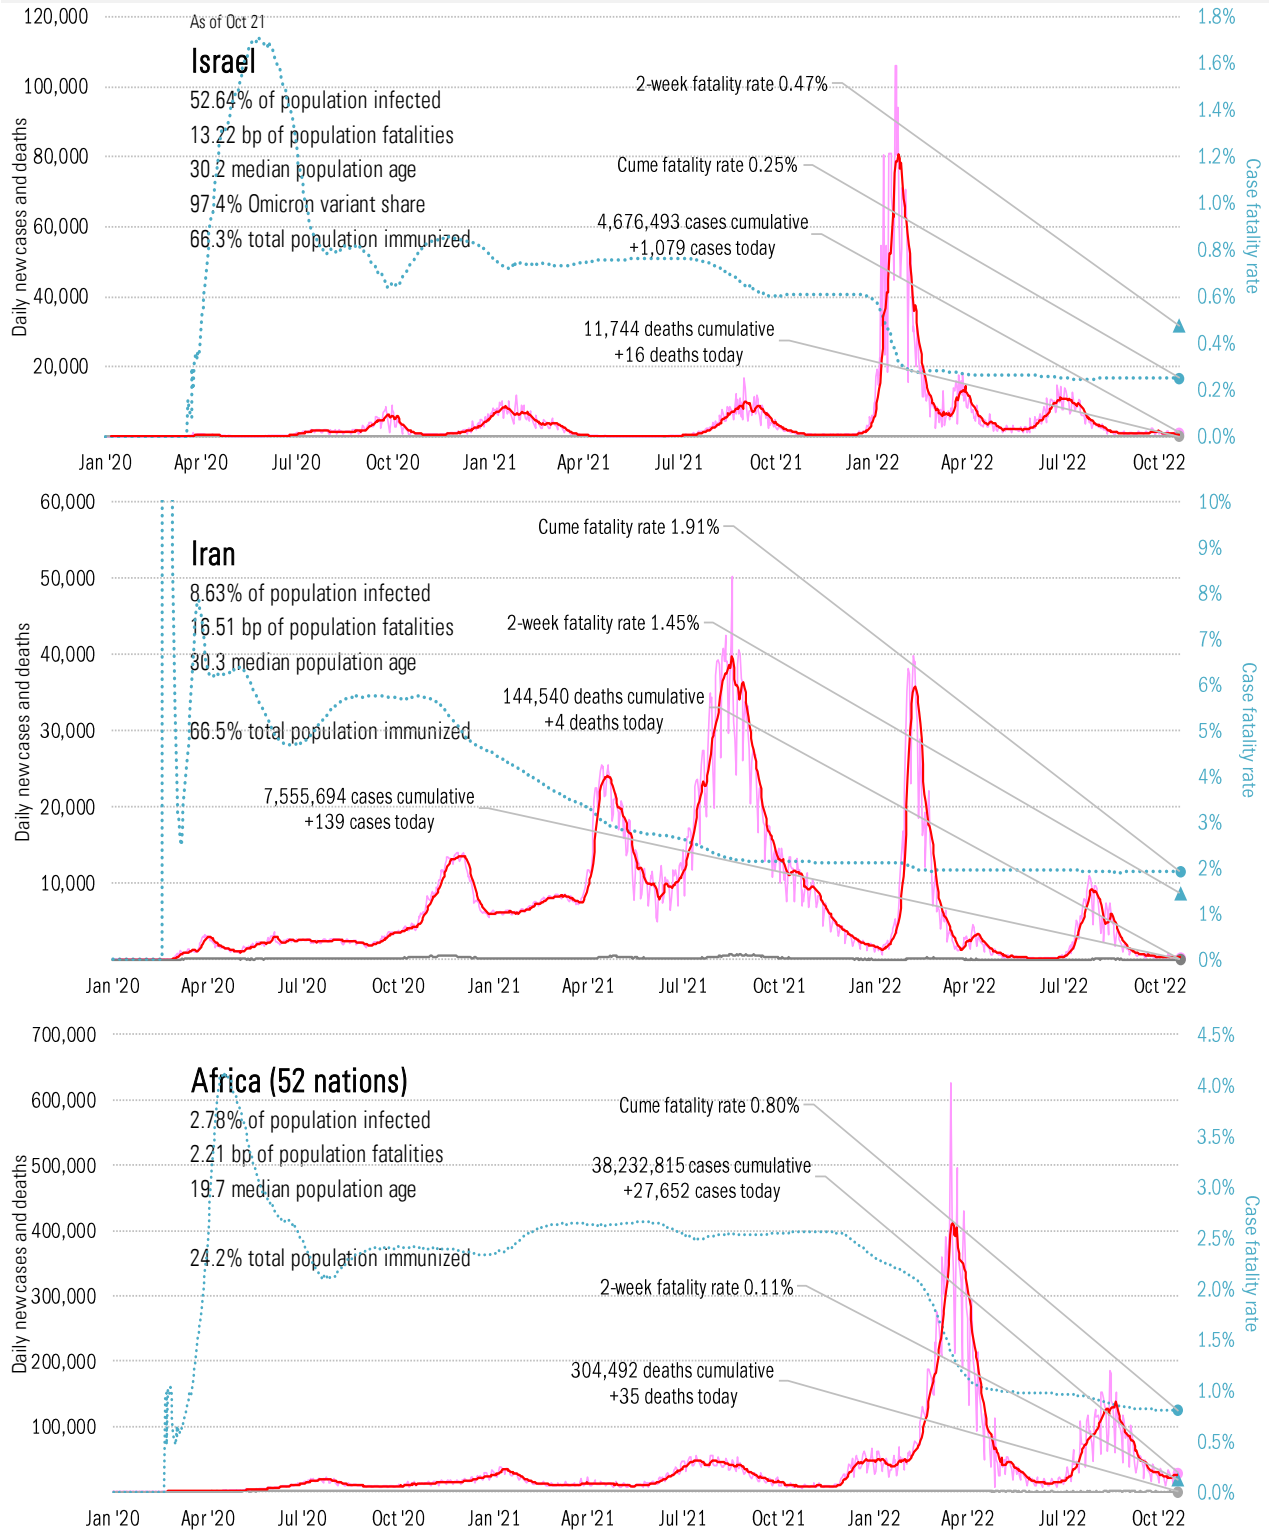 As of Oct 21
Israel
52.64% of population infected
13.22 bp of population fatalities
30.2 median population age
97.4% Omicron variant share
66.3% total population immunized
2-week fatality rate 0.47%
Cume fatality rate 0.25%
4,676,493 cases cumulative
+1,079 cases today
11,744 deaths cumulative
+16 deaths today
Daily new cases and deaths
120,000
100,000
80,000
60,000
40,000
20,000
1.8%
1.6%
1.4%
1.2%
1.0%
0.8%
0.6%
0.4%
0.2%
0.0%
Case fatality rate
Jan '20 Apr '20 Jul '20 Oct '20 Jan '21 Apr '21 Jul '21 Oct '21 Jan '22 Apr '22 Jul '22 Oct '22
Iran
8.63% of population infected
16.51 bp of population fatalities
30.3 median population age
66.5% total population immunized
Cume fatality rate 1.91%
2-week fatality rate 1.45%
144,540 deaths cumulative
+4 deaths today
7,555,694 cases cumulative
+139 cases today
Daily new cases and deaths
60,000
50,000
40,000
30,000
20,000
10,000
10%
9%
8%
7%
6%
5%
4%
3%
2%
1%
0%
Case fatality rate
Jan '20 Apr '20 Jul '20 Oct '20 Jan '21 Apr '21 Jul '21 Oct '21 Jan '22 Apr '22 Jul '22 Oct '22
Africa (52 nations)
2.78% of population infected
2.21 bp of population fatalities
19.7 median population age
24.2% total population immunized
Cume fatality rate 0.80%
38,232,815 cases cumulative
+27,652 cases today
2-week fatality rate 0.11%
304,492 deaths cumulative
+35 deaths today
Daily new cases and deaths
700,000
600,000
500,000
400,000
300,000
200,000
100,000
4.5%
4.0%
3.5%
3.0%
2.5%
2.0%
1.5%
1.0%
0.5%
0.0%
Case fatality rate
Jan '20 Apr '20 Jul '20 Oct '20 Jan '21 Apr '21 Jul '21 Oct '21 Jan '22 Apr '22 Jul '22 Oct '22